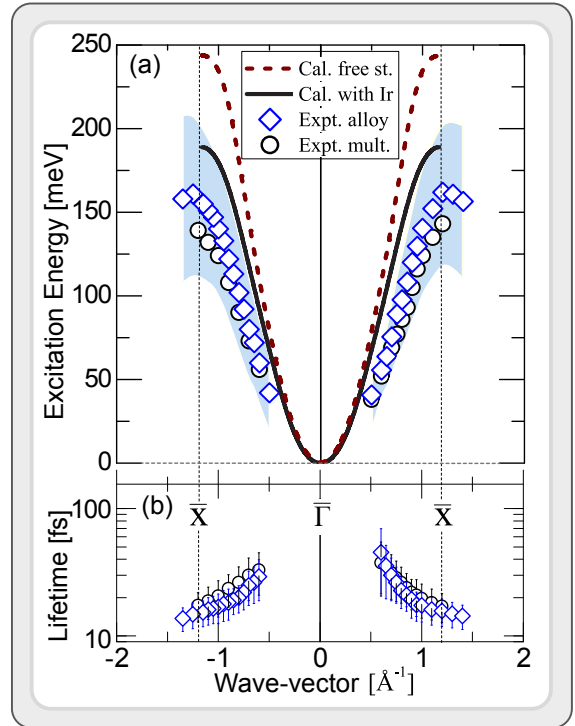 250
200
150
100
50
0
Excitation Energy [meV]
(a)
Cal. free st.
Cal. with Ir
Expt. alloy
Expt. mult.
(b)
X̅
Γ̅
X̅
100
10
Lifetime [fs]
-2
-1
0
1
2
Wave-vector [Å⁻¹]